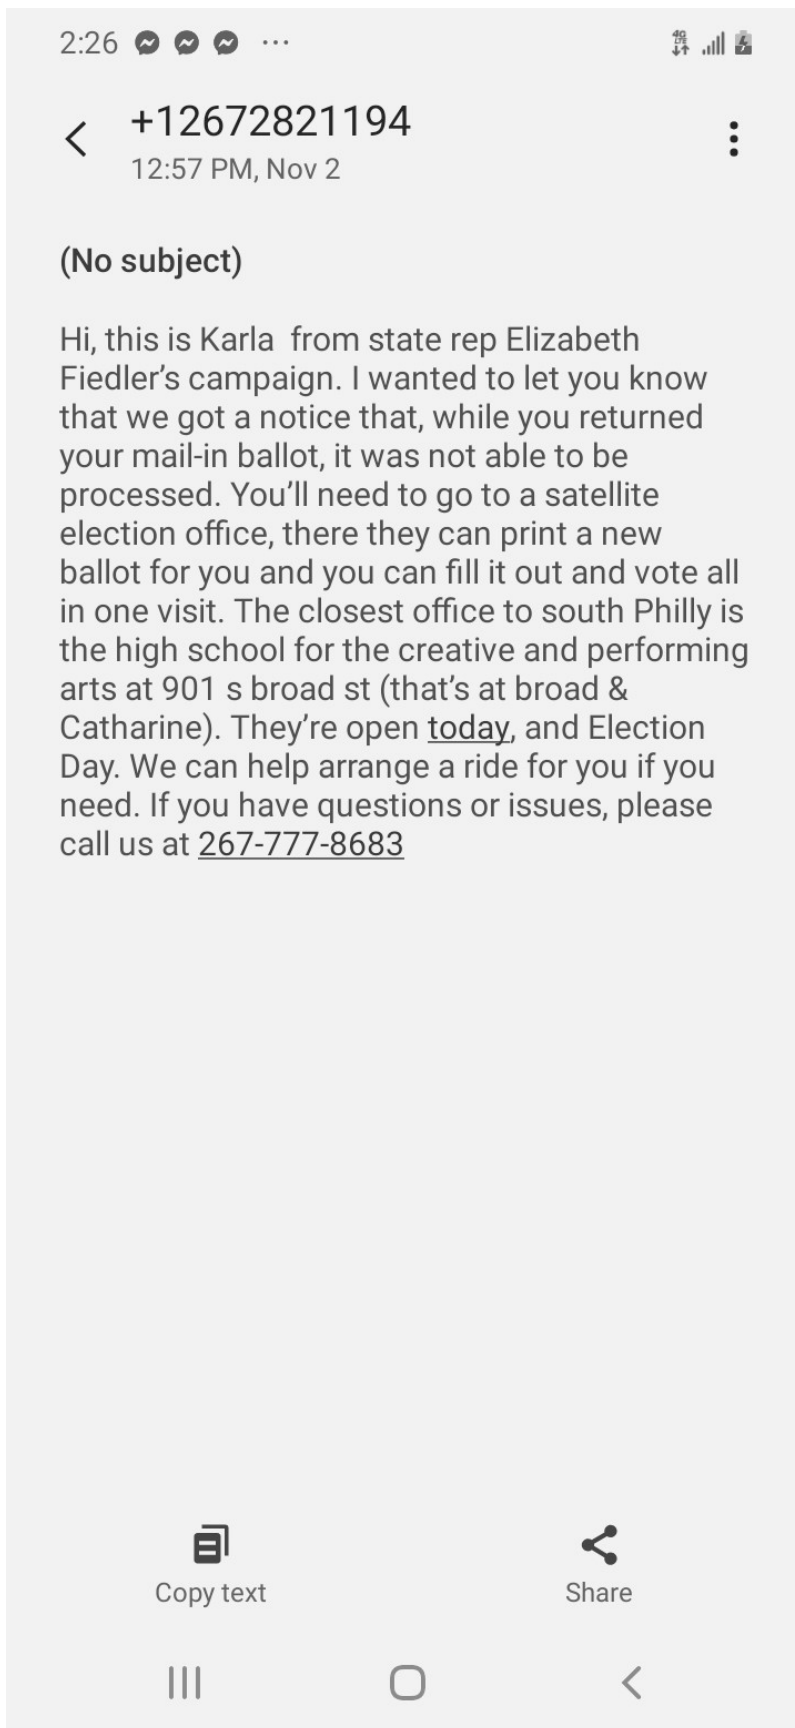 2:26
4G LTE
+12672821194
12:57 PM, Nov 2
(No subject)
Hi, this is Karla  from state rep Elizabeth
Fiedler’s campaign. I wanted to let you know
that we got a notice that, while you returned
your mail-in ballot, it was not able to be
processed. You’ll need to go to a satellite
election office, there they can print a new
ballot for you and you can fill it out and vote all
in one visit. The closest office to south Philly is
the high school for the creative and performing
arts at 901 s broad st (that’s at broad &
Catharine). They’re open today, and Election
Day. We can help arrange a ride for you if you
need. If you have questions or issues, please
call us at 267-777-8683
Copy text
Share